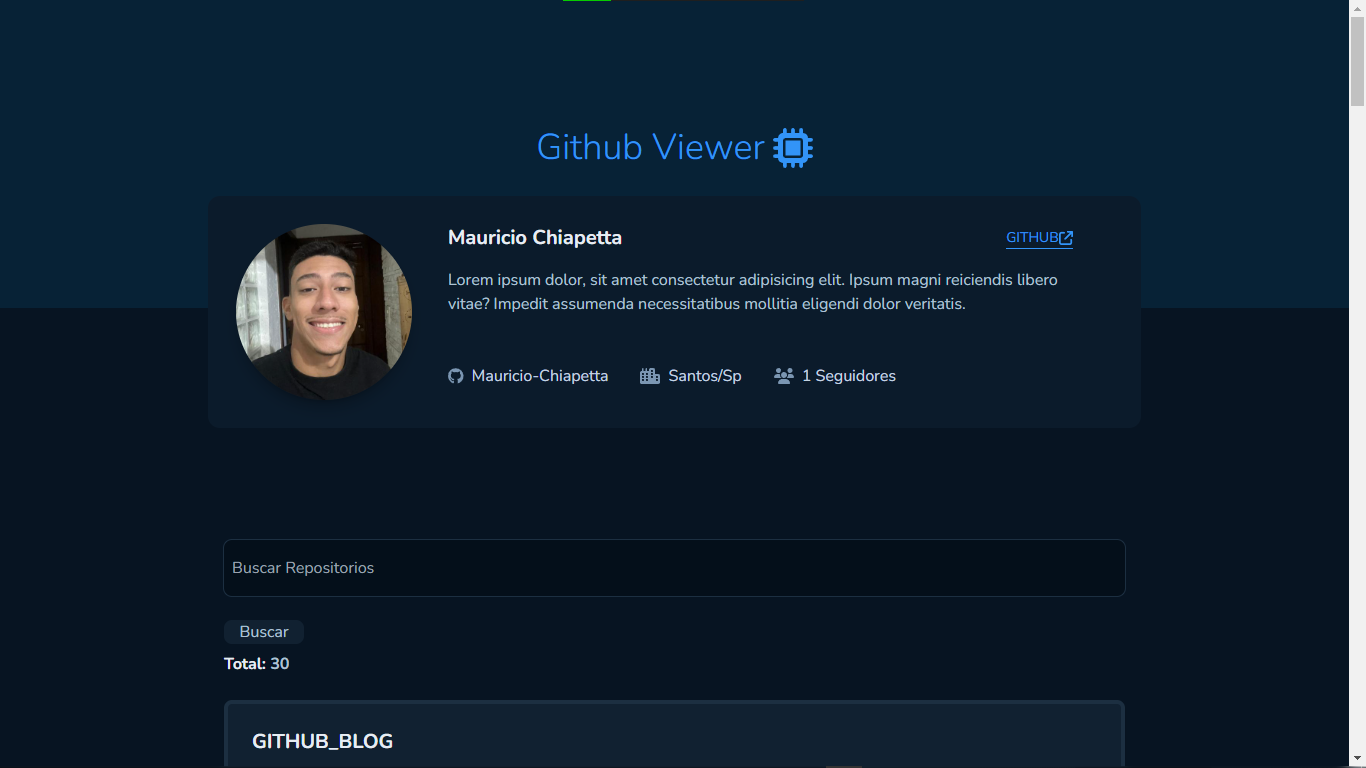 Github Viewer
Mauricio Chiapetta
GITHUB
Lorem ipsum dolor, sit amet consectetur adipisicing elit. Ipsum magni reiciendis libero
vitae? Impedit assumenda necessitatibus mollitia eligendi dolor veritatis.
Mauricio-Chiapetta Santos/Sp 1 Seguidores
Buscar Repositorios
Buscar
Total: 30
GITHUB_BLOG